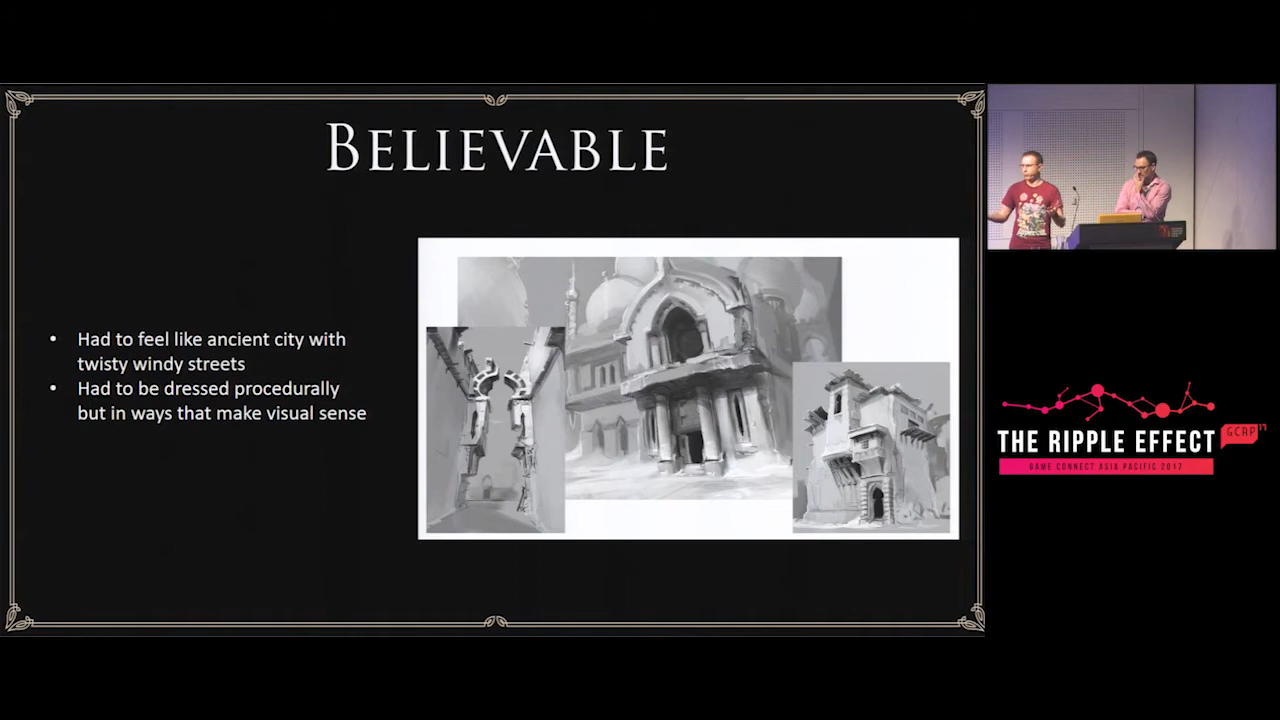 BELIEVABLE
• Had to feel like ancient city with
twisty windy streets
• Had to be dressed procedurally
but in ways that make visual sense
THE RIPPLE EFFECT
GCAP17
GAME CONNECT ASIA PACIFIC 2017